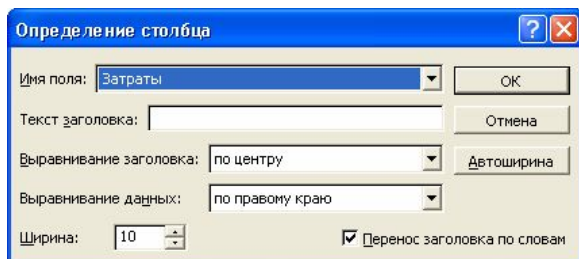 Определение столбца
Имя поля: Затраты OK
Текст заголовка: Отмена
Выравнивание заголовка: по центру Автоширина
Выравнивание данных: по правому краю
Ширина: 10 Перенос заголовка по словам